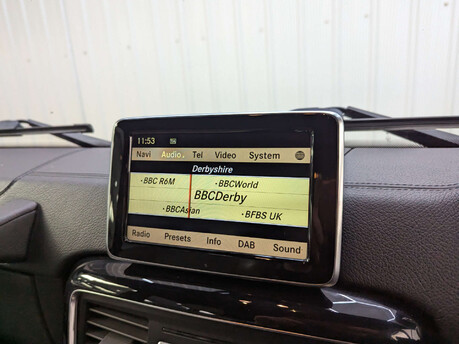 11:53
Navi Audio Tel Video System
Derbyshire
BBC R6M BBCWorld
BBCDerby
BBCAsian BFBS UK
Radio Presets Info DAB Sound